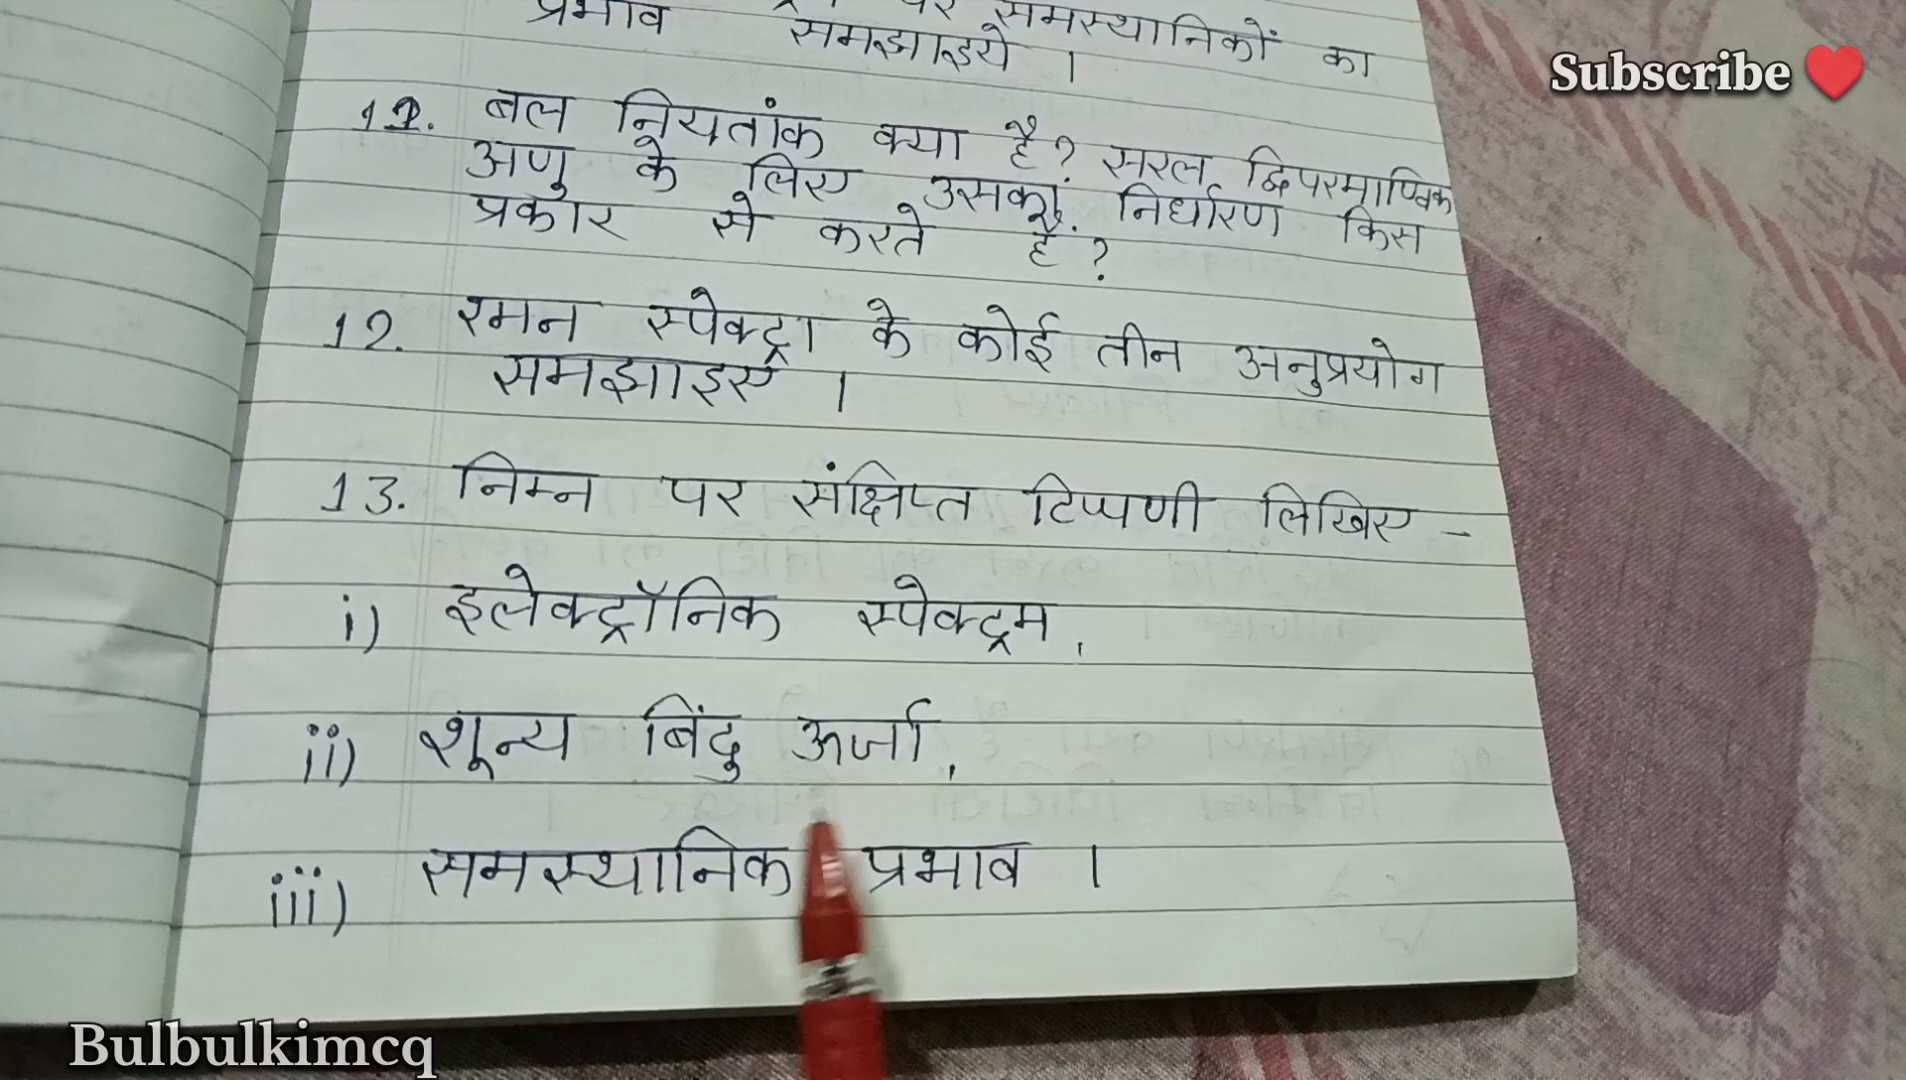 पर समस्थानिकों का
प्रभाव समझाइये ।
Subscribe
11. बल नियतांक क्या है? सरल द्विपरमाण्विक
अणु के लिए उसका निर्धारण किस
प्रकार से करते है?
12. रमन स्पेक्ट्रा के कोई तीन अनुप्रयोग
समझाइए ।
13. निम्न पर संक्षिप्त टिप्पणी लिखिए -
i) इलेक्ट्रॉनिक स्पेक्ट्रम,
ii) शून्य बिंदु ऊर्जा,
iii) समस्थानिक प्रभाव ।
Bulbulkimcq